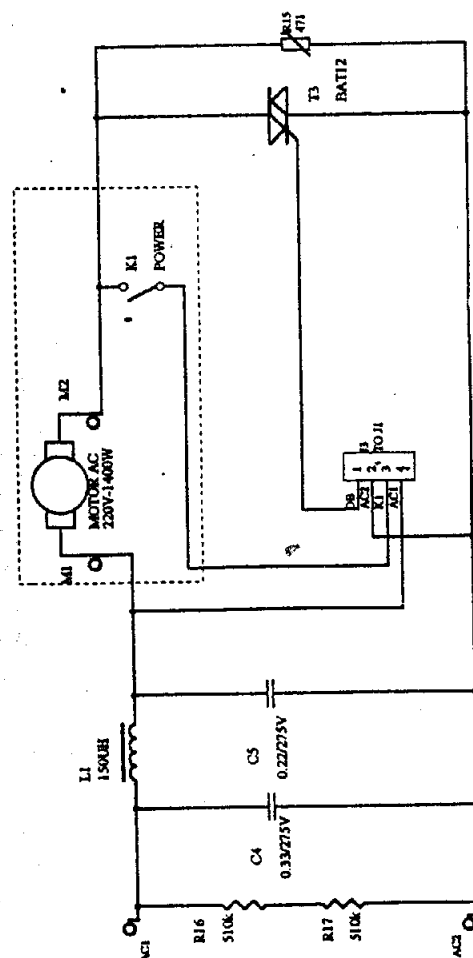 R15
471
T3
BAT12
K1
POWER
M2
MOTOR AC
220V-1400W
M1
J3
TO J1
1
2
3
4
DB
AC2
K1
AC1
L1
150UH
C5
0.22/275V
C4
0.33/275V
R16
510k
R17
510k
AC1
AC2